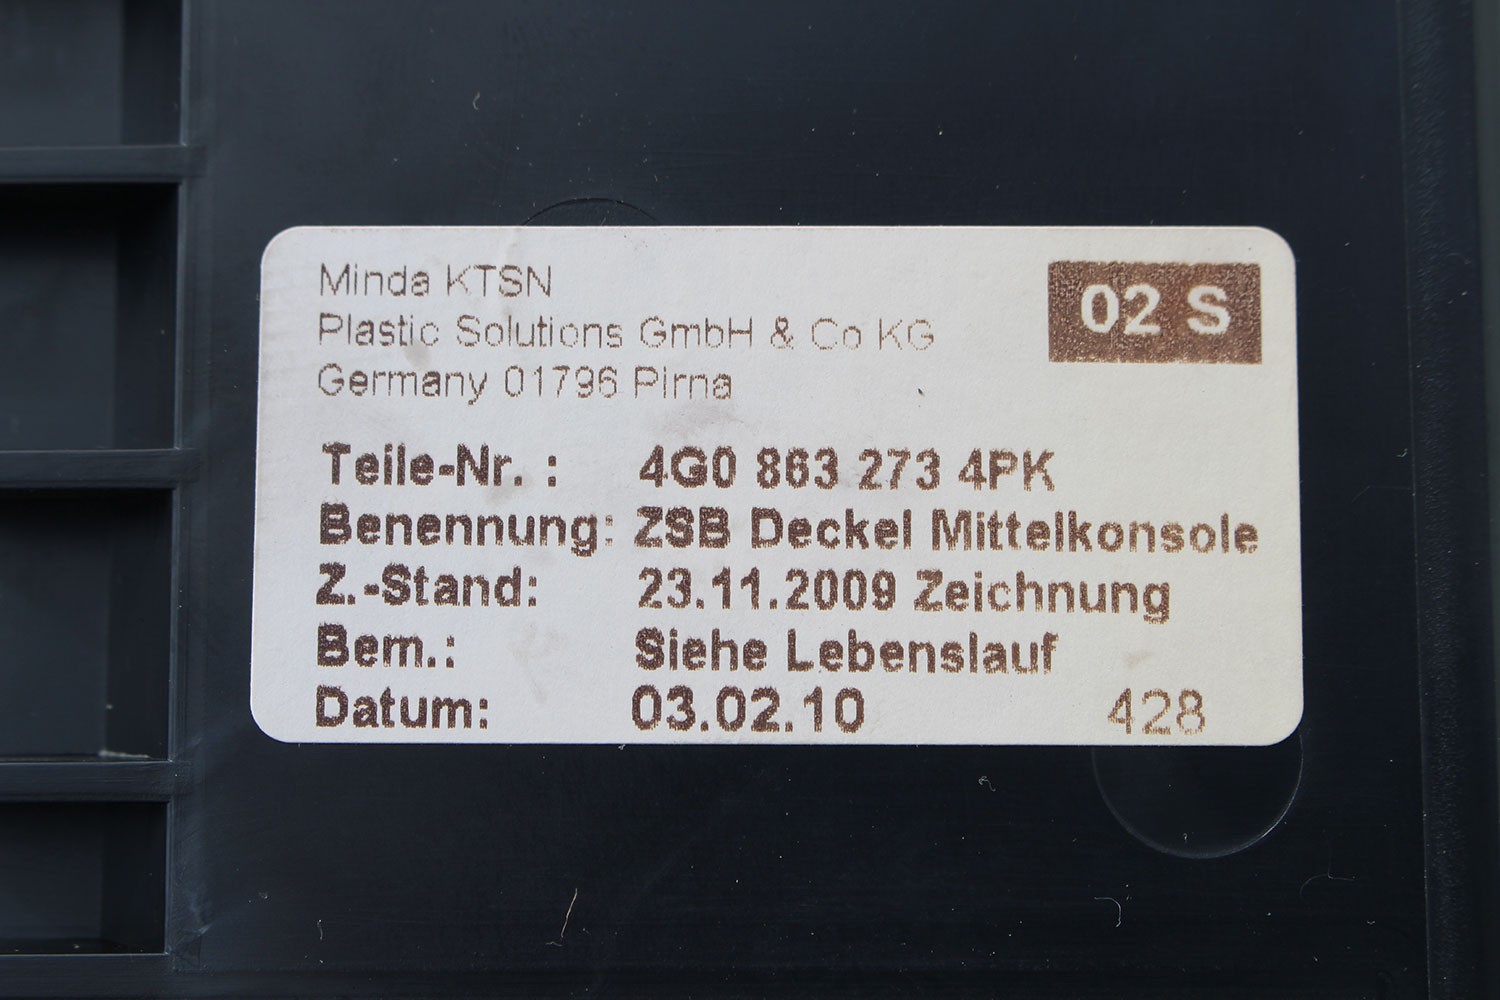 Minda KTSN
02 S
Plastic Solutions GmbH & Co KG
Germany 01796 Pirna
Teile-Nr. : 4G0 863 273 4PK
Benennung: ZSB Deckel Mittelkonsole
Z.-Stand: 23.11.2009 Zeichnung
Bem.: Siehe Lebenslauf
Datum: 03.02.10 428